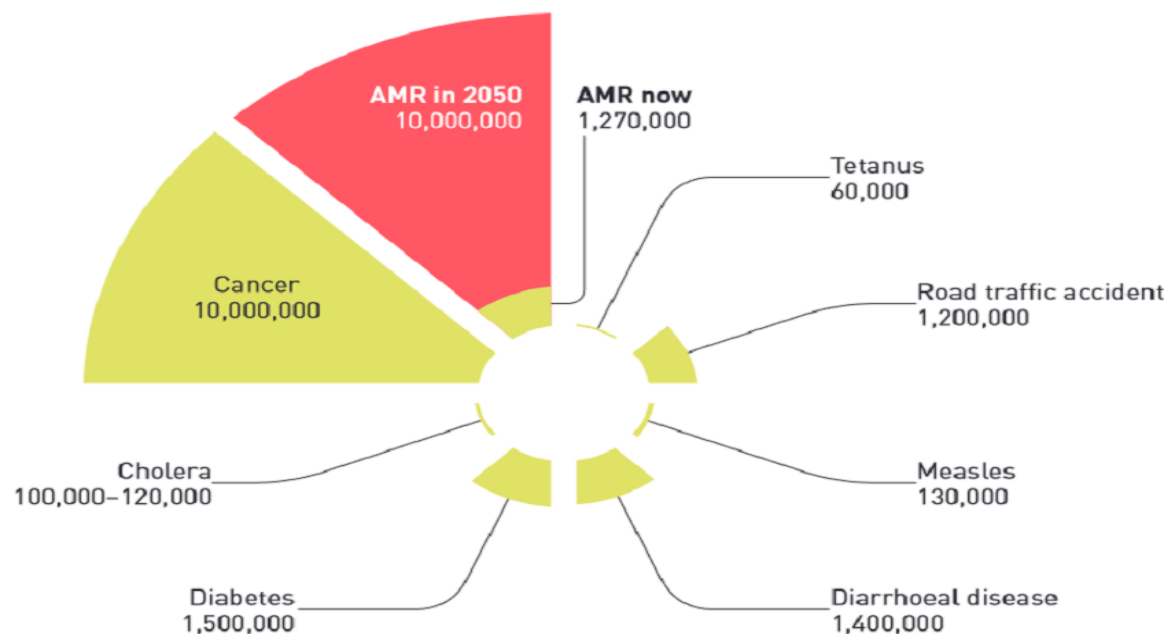 AMR in 2050
10,000,000
AMR now
1,270,000
Tetanus
60,000
Cancer
10,000,000
Road traffic accident
1,200,000
Cholera
100,000–120,000
Measles
130,000
Diabetes
1,500,000
Diarrhoeal disease
1,400,000